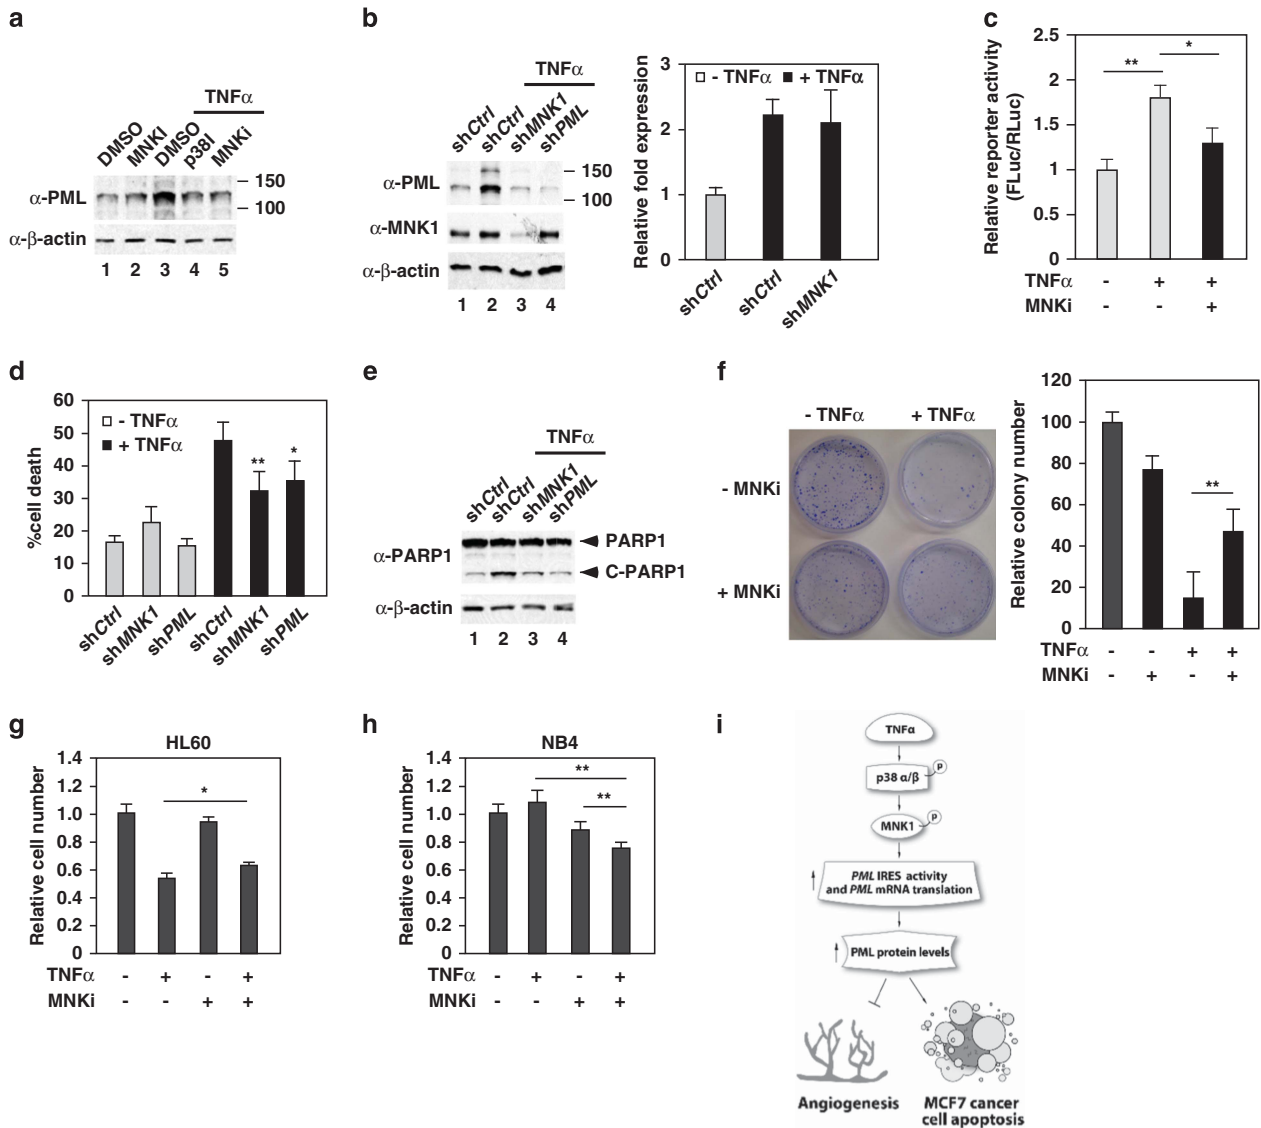 a
TNFα
DMSO
MNKI
DMSO
p38I
MNKi
α-PML
150
100
α-β-actin
1 2 3 4 5
b
TNFα
shCtrl
shCtrl
shMNK1
shPML
α-PML
150
100
α-MNK1
α-β-actin
1 2 3 4
Relative fold expression
3
2
1
0
- TNFα + TNFα
shCtrl
shCtrl
shMNK1
c
Relative reporter activity
(FLuc/RLuc)
2.5
2
1.5
1
0.5
0
**
*
TNFα - + +
MNKi - - +
d
%cell death
60
50
40
30
20
10
0
- TNFα
+ TNFα
**
*
shCtrl
shMNK1
shPML
shCtrl
shMNK1
shPML
e
TNFα
shCtrl
shCtrl
shMNK1
shPML
α-PARP1
PARP1
C-PARP1
α-β-actin
1 2 3 4
f
- TNFα + TNFα
- MNKi
+ MNKi
Relative colony number
120
100
80
60
40
20
0
**
TNFα - - + +
MNKi - + - +
g
HL60
Relative cell number
1.4
1.2
1.0
0.8
0.6
0.4
0.2
0
*
TNFα - + - +
MNKi - - + +
h
NB4
Relative cell number
1.4
1.2
1.0
0.8
0.6
0.4
0.2
0
**
**
TNFα - + - +
MNKi - - + +
i
TNFα
p38 α/β
P
MNK1
P
PML IRES activity
and PML mRNA translation
PML protein levels
Angiogenesis
MCF7 cancer
cell apoptosis